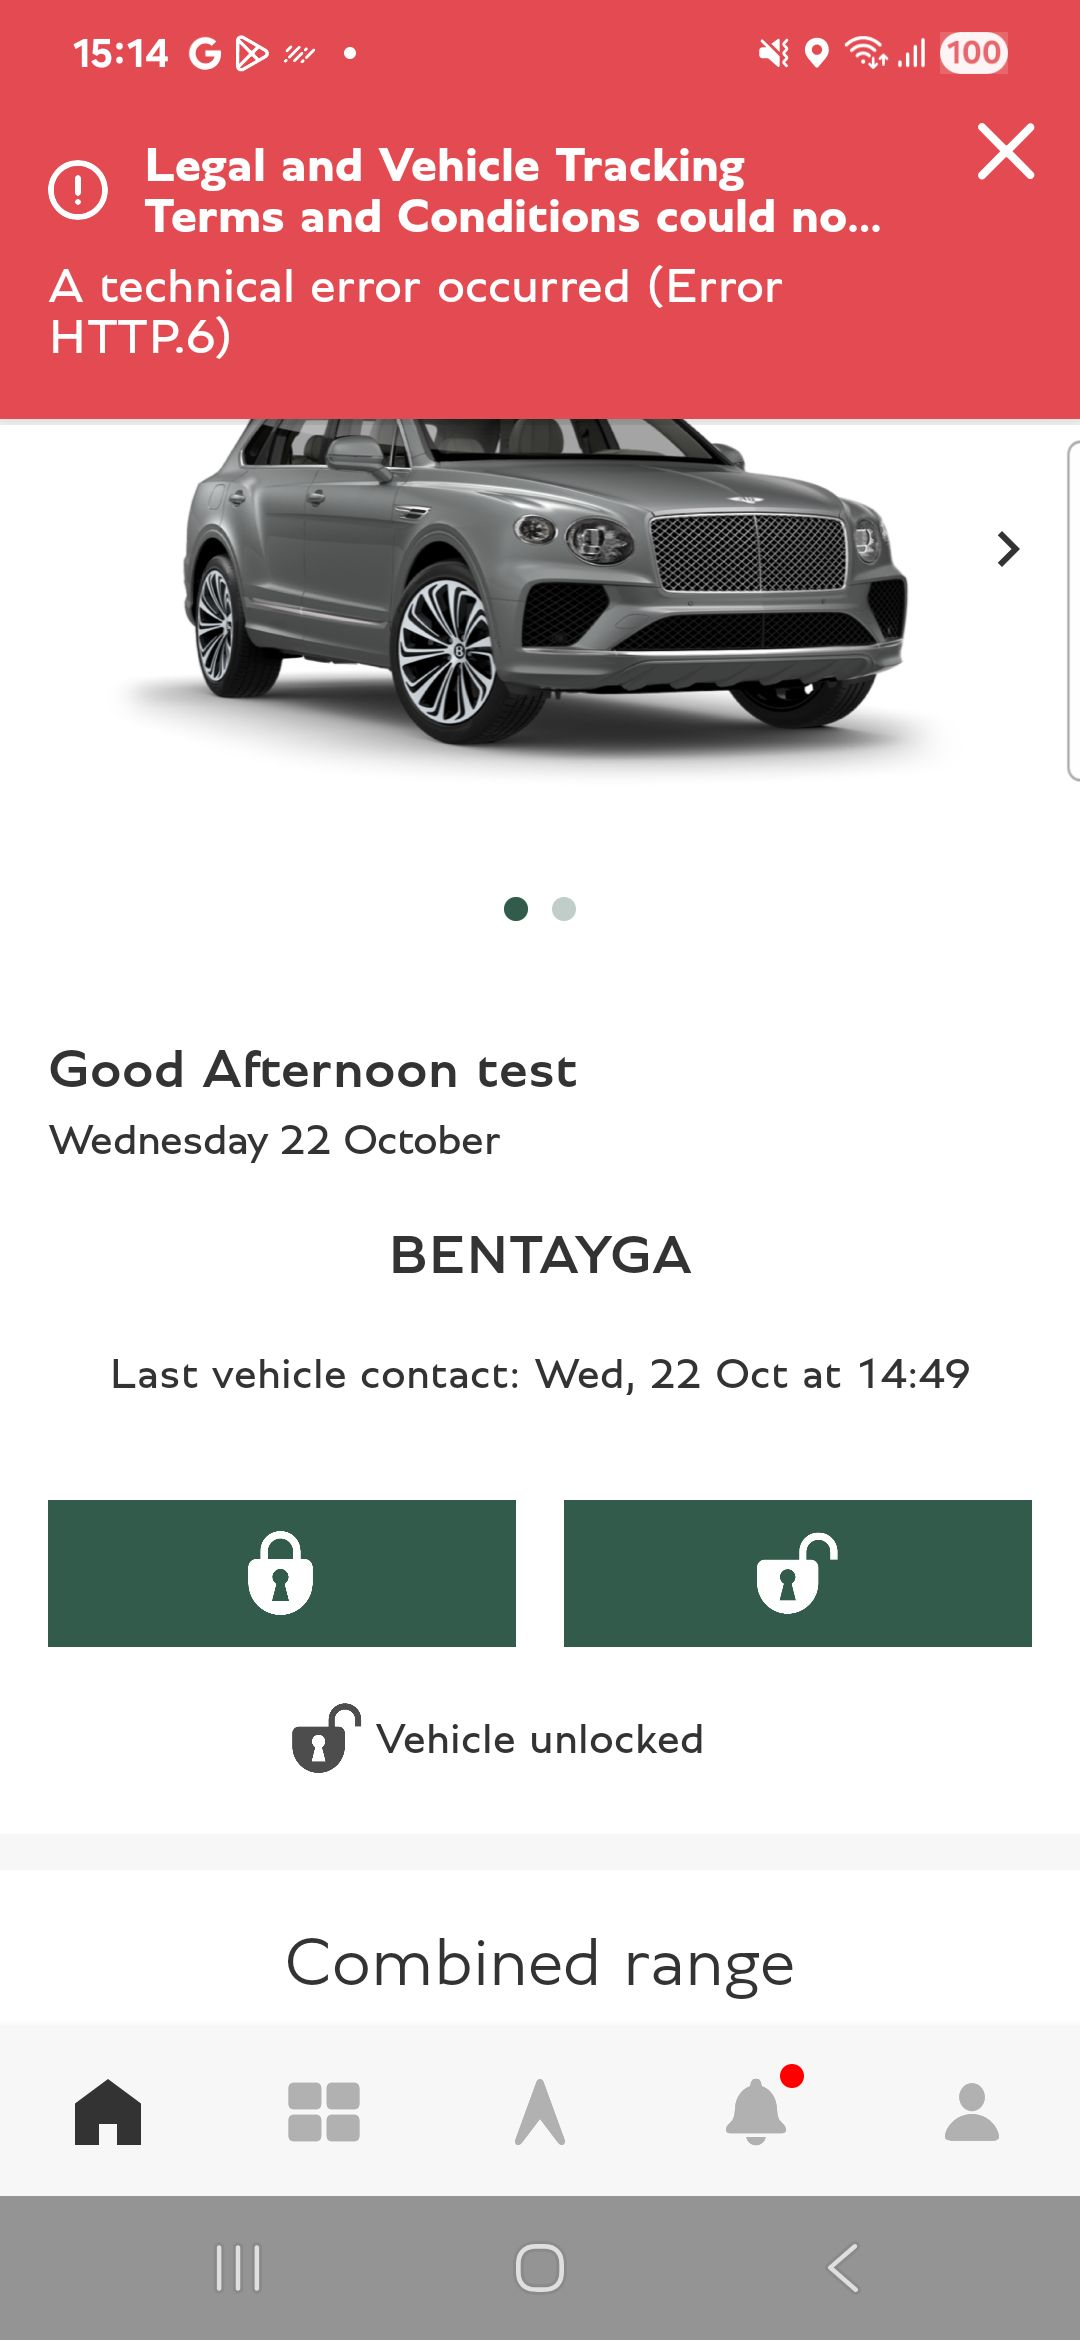 15:14
100
Legal and Vehicle Tracking
Terms and Conditions could no...
A technical error occurred (Error
HTTP.6)
Good Afternoon test
Wednesday 22 October
BENTAYGA
Last vehicle contact: Wed, 22 Oct at 14:49
Vehicle unlocked
Combined range